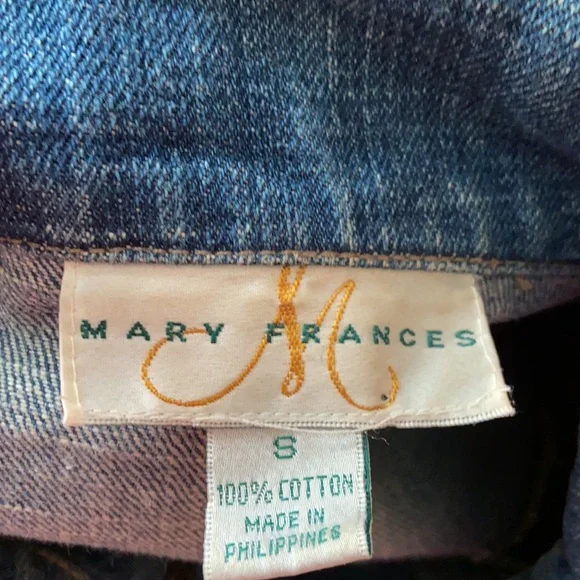 MARY FRANCES
M
S
100% COTTON
MADE IN
PHILIPPINES